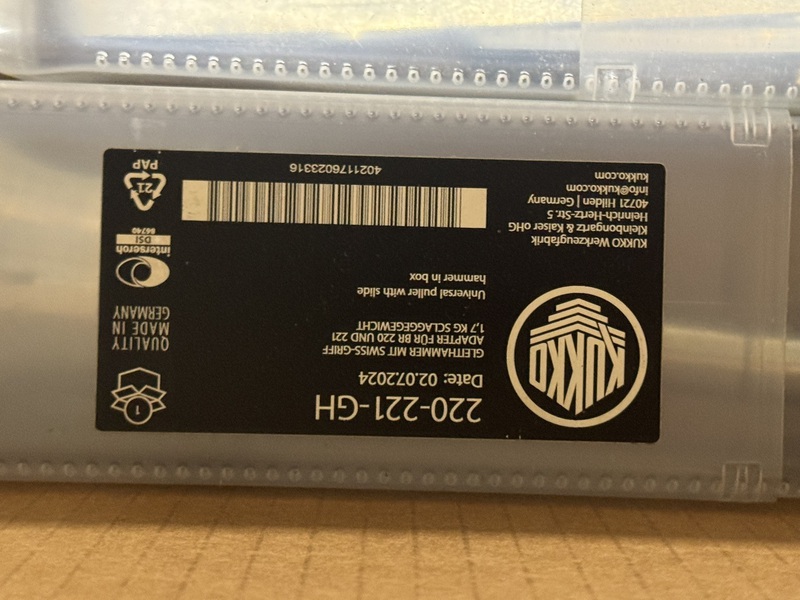 KUKKO
220-221-GH
Date: 02.07.2024
GLEITHAMMER MIT SWISS-GRIFF
ADAPTER FÜR BR 220 UND 221
1,7 KG SCLAGGEGEWICHT
Universal puller with slide
hammer in box
1
QUALITY
MADE IN
GERMANY
interseroh
DSI
66740
21
PAP
KUKKO Werkzeugfabrik
Kleinbongartz & Kaiser oHG
Heinrich-Hertz-Str. 5
40721 Hilden | Germany
info@kukko.com
kukko.com
4021176023316